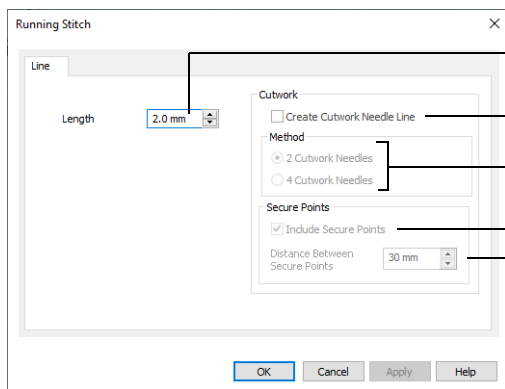 Running Stitch
Line
Length
2.0 mm
Cutwork
Create Cutwork Needle Line
Method
2 Cutwork Needles
4 Cutwork Needles
Secure Points
Include Secure Points
Distance Between
Secure Points
30 mm
OK
Cancel
Apply
Help